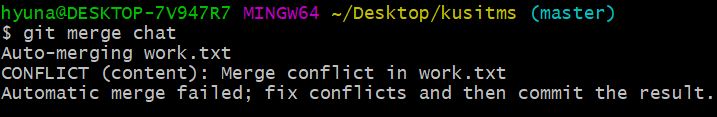 hyuna@DESKTOP-7V947R7 MINGW64 ~/Desktop/kusitms (master)
$ git merge chat
Auto-merging work.txt
CONFLICT (content): Merge conflict in work.txt
Automatic merge failed; fix conflicts and then commit the result.